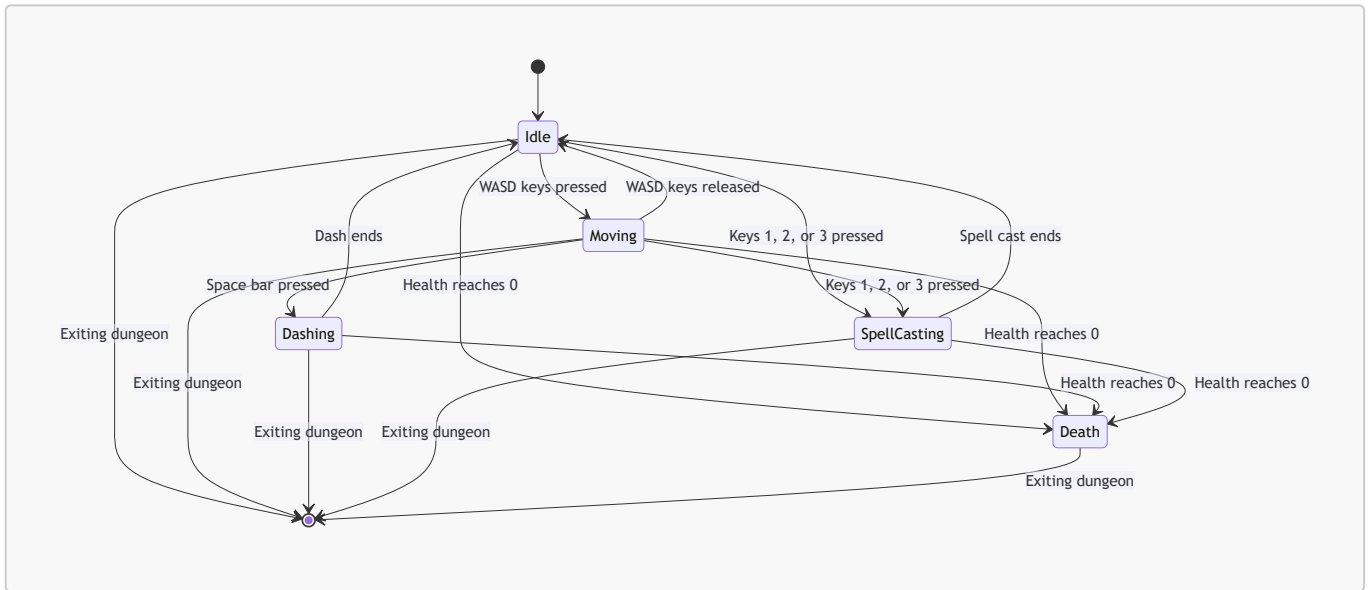 Idle
WASD keys pressed
WASD keys released
Moving
Dash ends
Keys 1, 2, or 3 pressed
Spell cast ends
Space bar pressed
Health reaches 0
Keys 1, 2, or 3 pressed
Exiting dungeon
Dashing
SpellCasting
Health reaches 0
Exiting dungeon
Health reaches 0
Health reaches 0
Exiting dungeon
Exiting dungeon
Death
Exiting dungeon